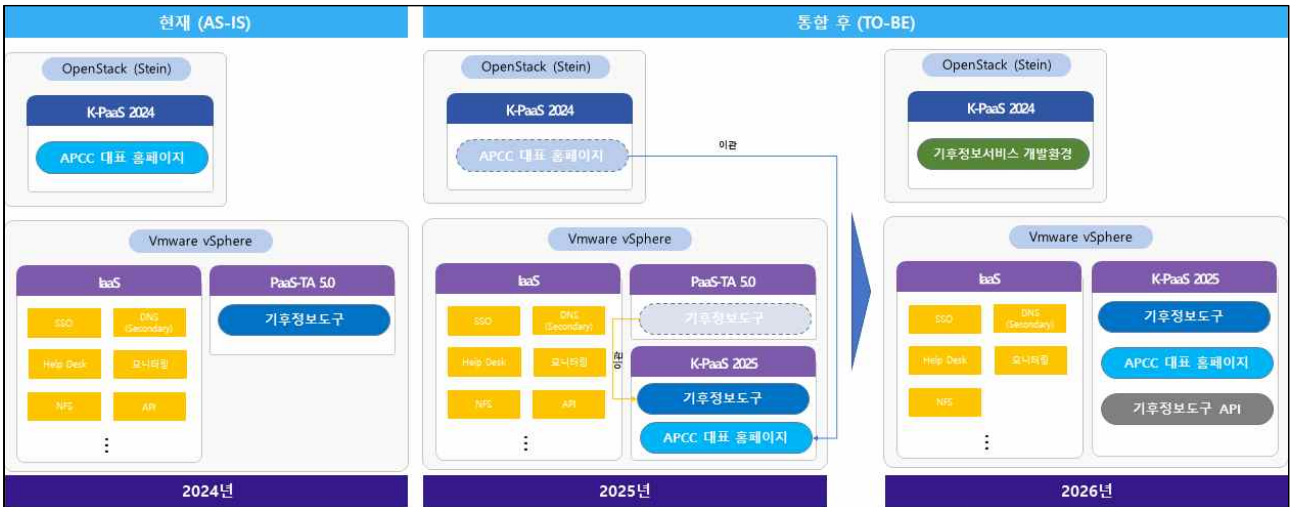 현재 (AS-IS)
통합 후 (TO-BE)
OpenStack (Stein)
K-PaaS 2024
APCC 대표 홈페이지
Vmware vSphere
IaaS
SSO
DNS
(Secondary)
Help Desk
모니터링
NFS
API
⋮
PaaS-TA 5.0
기후정보도구
2024년
OpenStack (Stein)
K-PaaS 2024
APCC 대표 홈페이지
이관
Vmware vSphere
IaaS
SSO
DNS
(Secondary)
Help Desk
모니터링
NFS
API
⋮
PaaS-TA 5.0
기후정보도구
이관
K-PaaS 2025
기후정보도구
APCC 대표 홈페이지
2025년
OpenStack (Stein)
K-PaaS 2024
기후정보서비스 개발환경
Vmware vSphere
IaaS
SSO
DNS
(Secondary)
Help Desk
모니터링
NFS
⋮
K-PaaS 2025
기후정보도구
APCC 대표 홈페이지
기후정보도구 API
2026년